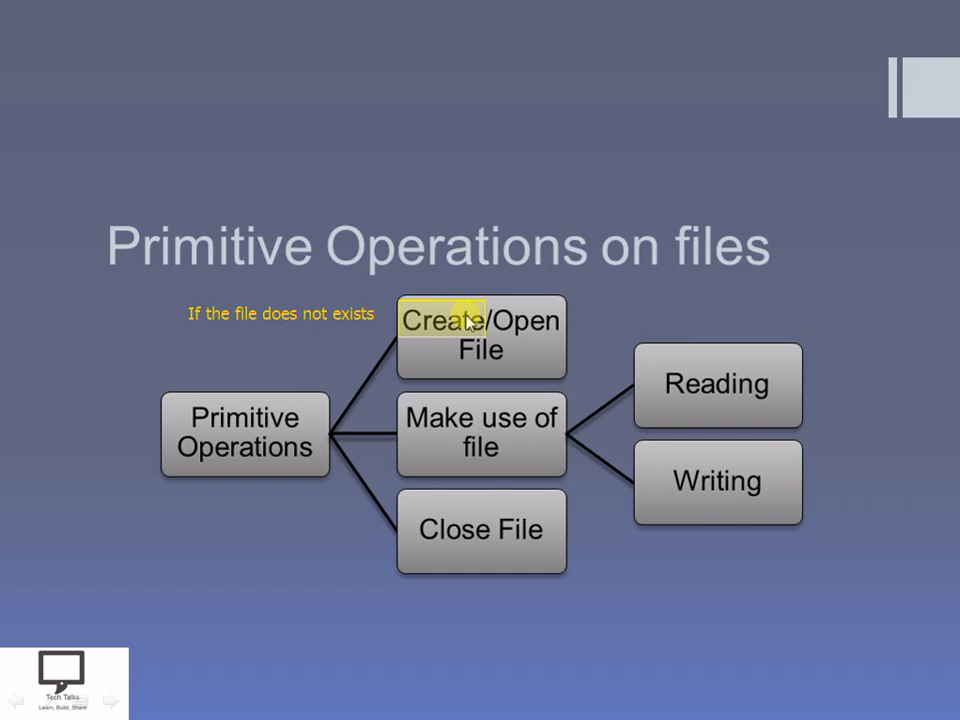 Primitive Operations on files
If the file does not exists
Create/Open
File
Primitive
Operations
Make use of
file
Close File
Reading
Writing
Tech Talks
Learn, Build, Share